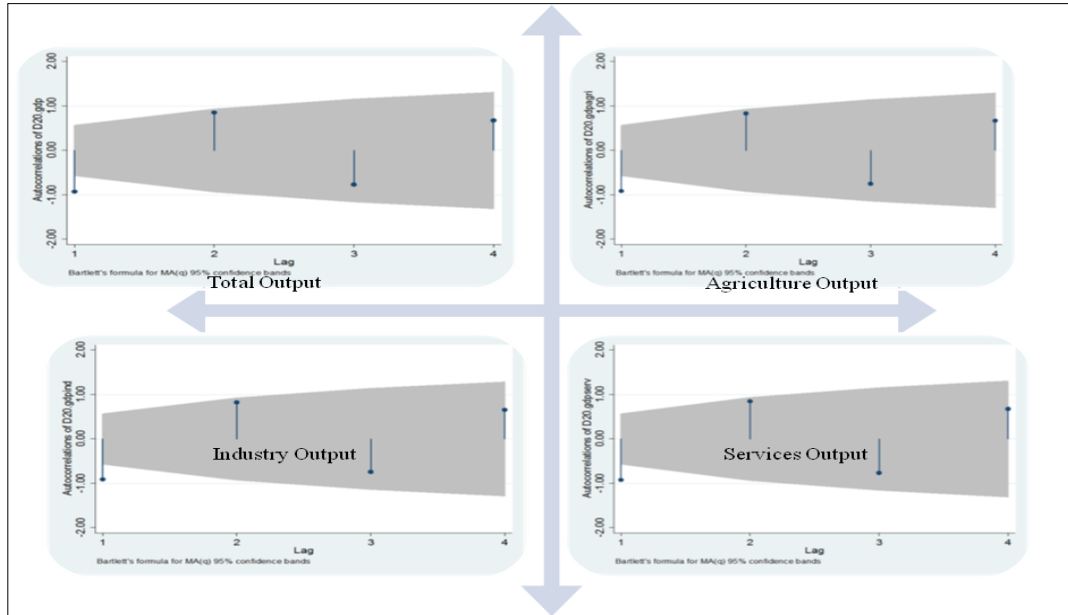 Autocorrelations of D20.gdp
2.00
1.00
0.00
-1.00
-2.00
1 2 3 4
Lag
Bartlett's formula for MA(q) 95% confidence bands
Total Output
Autocorrelations of D20.gdpagri
2.00
1.00
0.00
-1.00
-2.00
1 2 3 4
Lag
Bartlett's formula for MA(q) 95% confidence bands
Agriculture Output
Autocorrelations of D20.gdpind
2.00
1.00
0.00
-1.00
-2.00
Industry Output
1 2 3 4
Lag
Bartlett's formula for MA(q) 95% confidence bands
Autocorrelations of D20.gdpserv
2.00
1.00
0.00
-1.00
-2.00
Services Output
1 2 3 4
Lag
Bartlett's formula for MA(q) 95% confidence bands